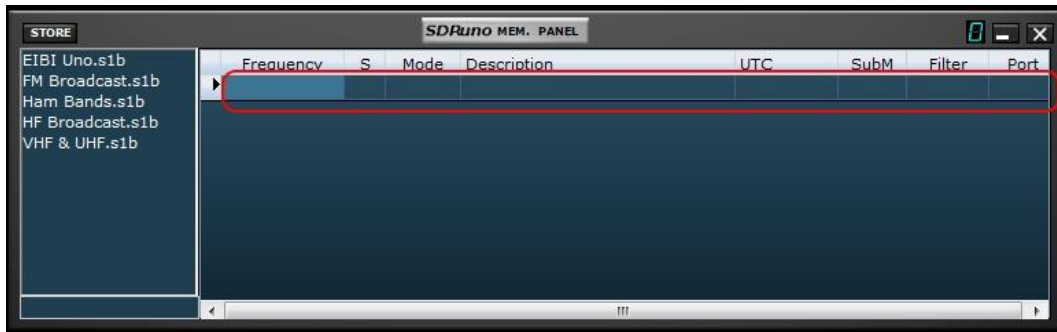 STORE
SDRuno MEM. PANEL
8
EIBI Uno.s1b
FM Broadcast.s1b
Ham Bands.s1b
HF Broadcast.s1b
VHF & UHF.s1b
Frequency S Mode Description UTC SubM Filter Port